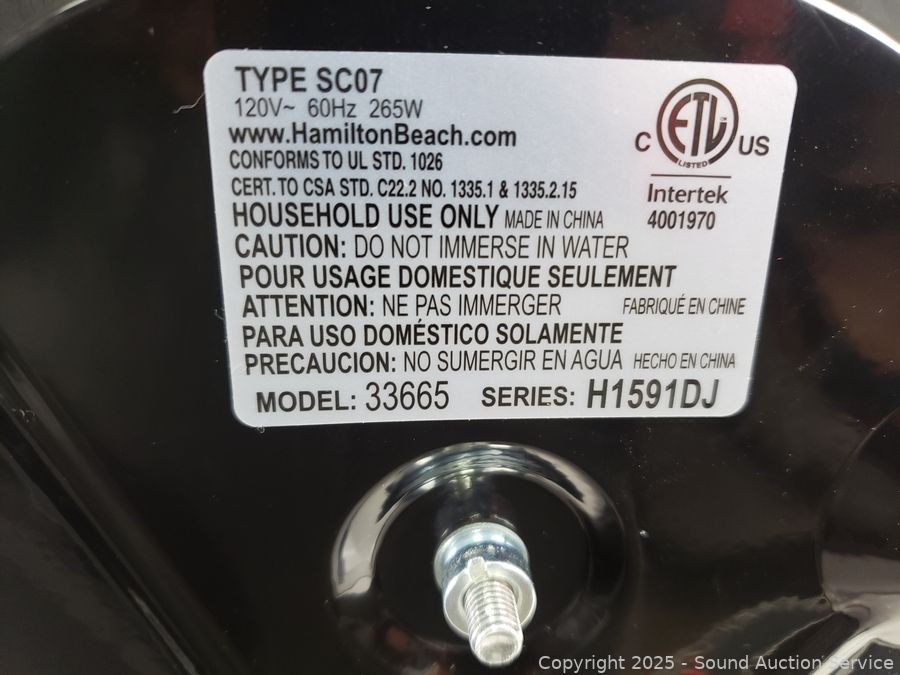 TYPE SC07
120V~ 60Hz 265W
www.HamiltonBeach.com
CONFORMS TO UL STD. 1026
CERT. TO CSA STD. C22.2 NO. 1335.1 & 1335.2.15
C ETL US
LISTED
Intertek
4001970
HOUSEHOLD USE ONLY MADE IN CHINA
CAUTION: DO NOT IMMERSE IN WATER
POUR USAGE DOMESTIQUE SEULEMENT
ATTENTION: NE PAS IMMERGER FABRIQUÉ EN CHINE
PARA USO DOMÉSTICO SOLAMENTE
PRECAUCION: NO SUMERGIR EN AGUA HECHO EN CHINA
MODEL: 33665 SERIES: H1591DJ
Copyright 2025 - Sound Auction Service